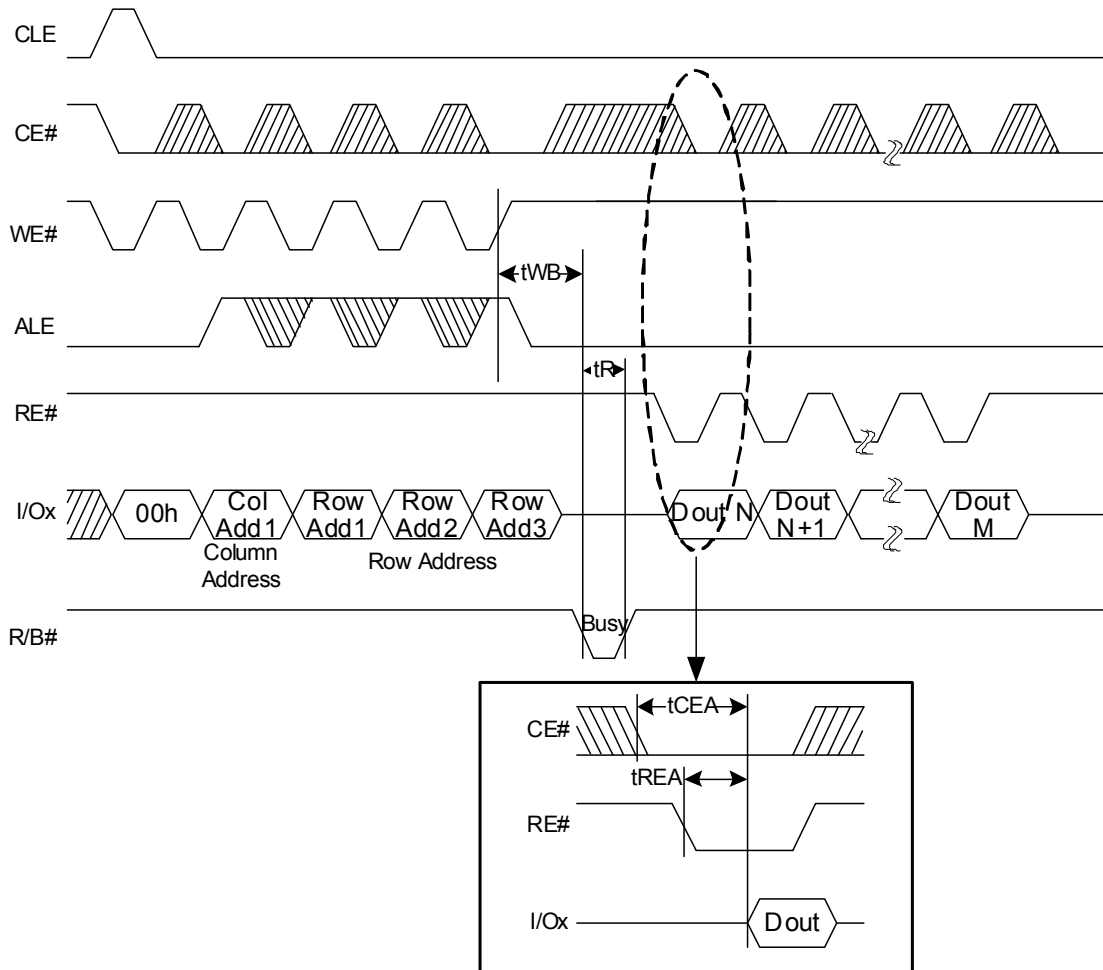 CLE
CE#
WE#
tWB
ALE
tR
RE#
I/Ox
00h
Col
Add1
Row
Add1
Row
Add2
Row
Add3
Dout N
Dout
N+1
Dout
M
Column
Address
Row Address
R/B#
Busy
CE#
tCEA
tREA
RE#
I/Ox
Dout